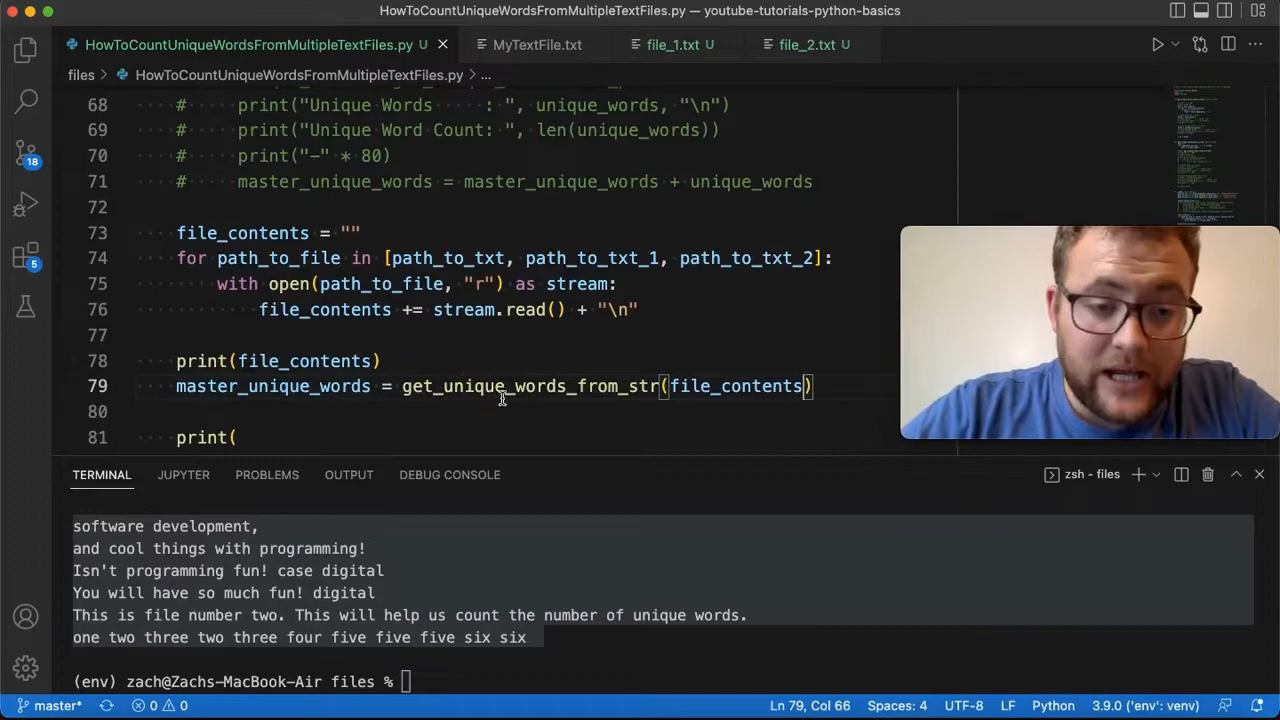 HowToCountUniqueWordsFromMultipleTextFiles.py — youtube-tutorials-python-basics
HowToCountUniqueWordsFromMultipleTextFiles.py U
MyTextFile.txt
file_1.txt U
file_2.txt U
files > HowToCountUniqueWordsFromMultipleTextFiles.py > ...
68 # print("Unique Words : ", unique_words, "\n")
69 # print("Unique Word Count: ", len(unique_words))
70 # print("-" * 80)
71 # master_unique_words = master_unique_words + unique_words
72
73 file_contents = ""
74 for path_to_file in [path_to_txt, path_to_txt_1, path_to_txt_2]:
75 with open(path_to_file, "r") as stream:
76 file_contents += stream.read() + "\n"
77
78 print(file_contents)
79 master_unique_words = get_unique_words_from_str(file_contents)
80
81 print(
18
5
TERMINAL JUPYTER PROBLEMS OUTPUT DEBUG CONSOLE
zsh - files
software development,
and cool things with programming!
Isn't programming fun! case digital
You will have so much fun! digital
This is file number two. This will help us count the number of unique words.
one two three two three four five five five six six
(env) zach@Zachs-MacBook-Air files %
master* 0 0 Ln 79, Col 66 Spaces: 4 UTF-8 LF Python 3.9.0 ('env': venv)